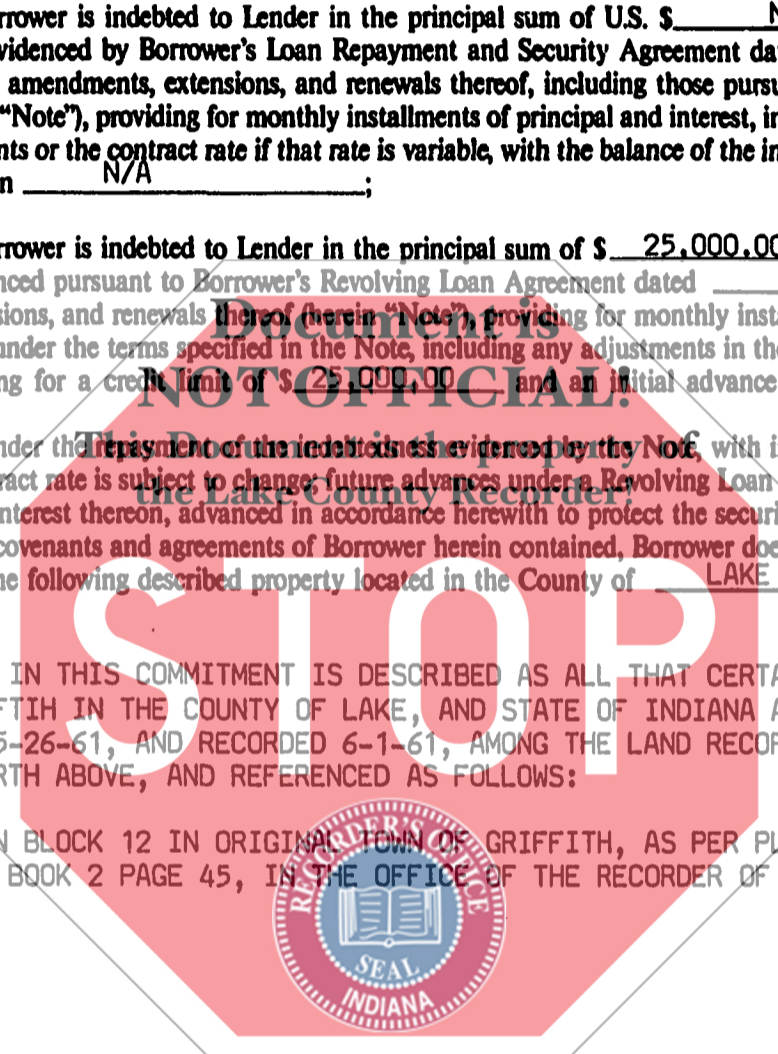 rrower is indebted to Lender in the principal sum of U.S. $ N
videnced by Borrower's Loan Repayment and Security Agreement da
amendments, extensions, and renewals thereof, including those pursu
"Note"), providing for monthly installments of principal and interest, in
nts or the contract rate if that rate is variable, with the balance of the in
n N/A ;
rrower is indebted to Lender in the principal sum of $ 25,000.00
nced pursuant to Borrower's Revolving Loan Agreement dated
sions, and renewals thereof (herein "Note"), providing for monthly inst
Document is
under the terms specified in the Note, including any adjustments in the
ng for a credit limit of $ 25,000.00 and an initial advance
NOT OFFICIAL!
nder the Repayment of the indebtedness evidenced by the Note, with i
This Document is the property of
ract rate is subject to change; future advances under a Revolving Loan
the Lake County Recorder!
nterest thereon, advanced in accordance herewith to protect the securi
covenants and agreements of Borrower herein contained, Borrower doe
he following described property located in the County of LAKE
STOP
IN THIS COMMITMENT IS DESCRIBED AS ALL THAT CERTA
FTIH IN THE COUNTY OF LAKE, AND STATE OF INDIANA A
5-26-61, AND RECORDED 6-1-61, AMONG THE LAND RECOR
RTH ABOVE, AND REFERENCED AS FOLLOWS:
N BLOCK 12 IN ORIGINAL TOWN OF GRIFFITH, AS PER PL
BOOK 2 PAGE 45, IN THE OFFICE OF THE RECORDER OF
RECORDER'S OFFICE
SEAL
INDIANA